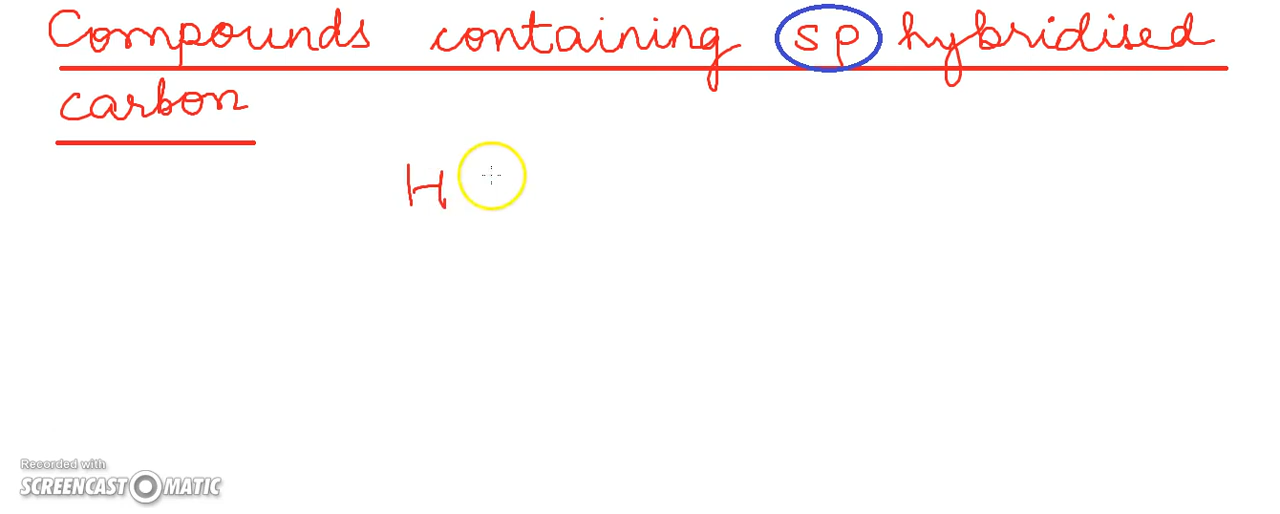 Compounds containing sp hybridised
carbon
H
Recorded with
SCREENCAST MATIC